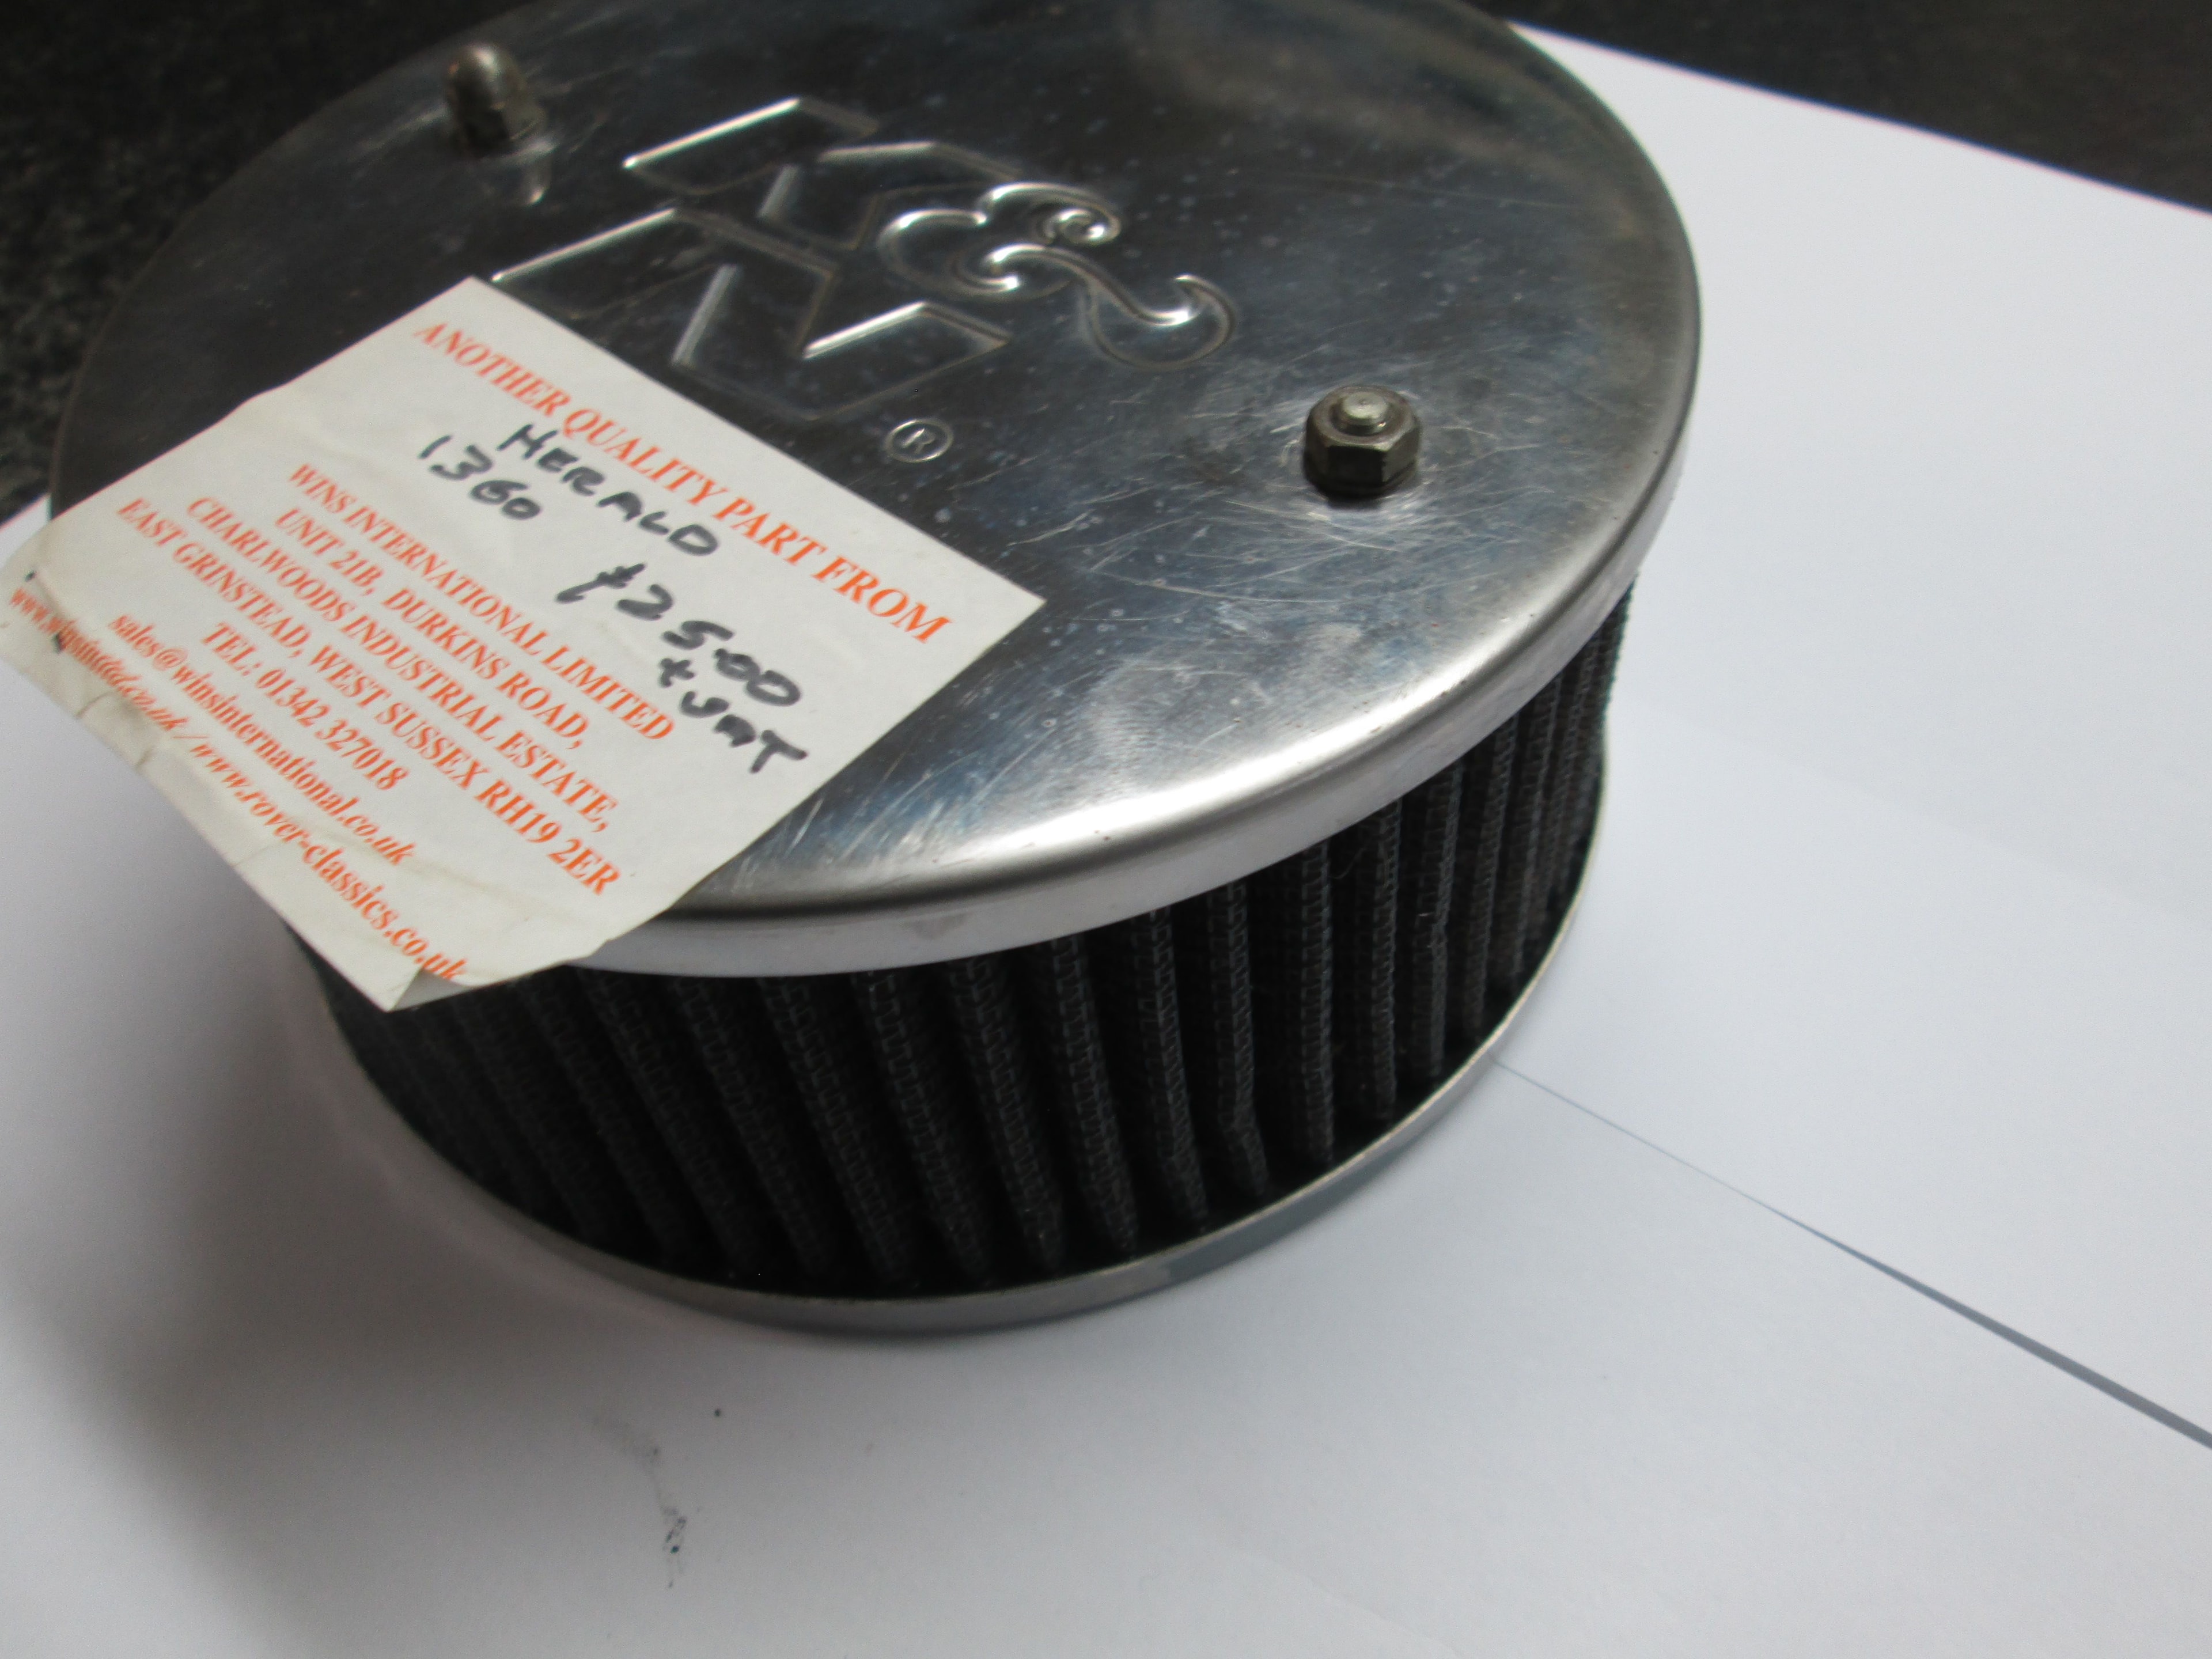 K&
N
®
ANOTHER QUALITY PART FROM
HERALD
1360
£25.00
+ VAT
WINS INTERNATIONAL LIMITED
UNIT 21B, DURKINS ROAD,
CHARLWOODS INDUSTRIAL ESTATE,
EAST GRINSTEAD, WEST SUSSEX RH19 2ER
TEL: 01342 327018
sales@winsinternational.co.uk
/ www.rover-classics.co.uk